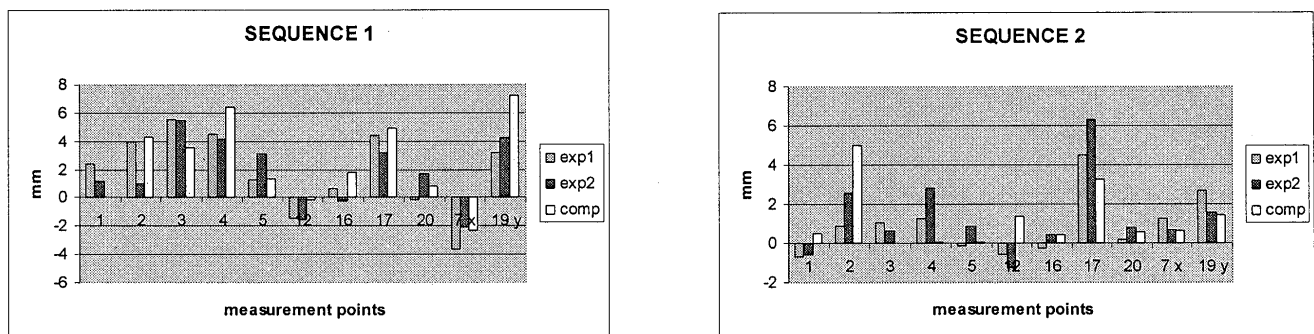 SEQUENCE 1
8
6
4
2
0
-2
-4
-6
mm
1 2 3 4 5 12 16 17 20 7 x 19 y
measurement points
exp1
exp2
comp
SEQUENCE 2
8
6
4
2
0
-2
mm
1 2 3 4 5 12 16 17 20 7 x 19 y
measurement points
exp1
exp2
comp